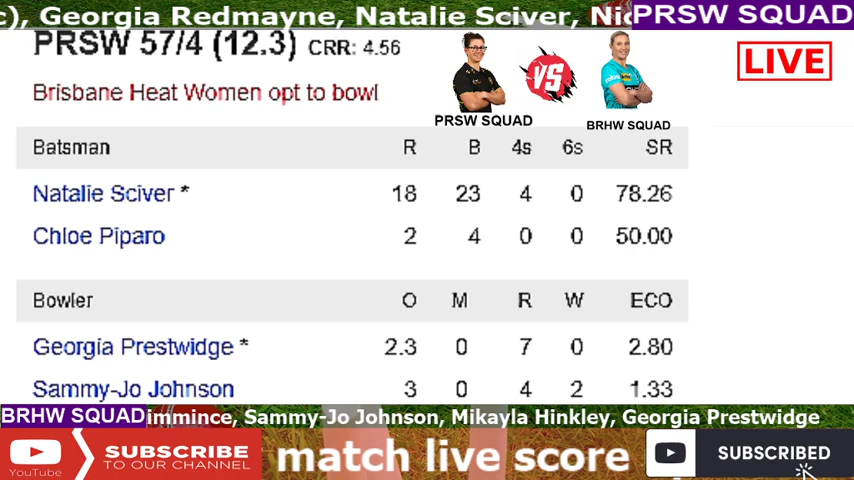 c), Georgia Redmayne, Natalie Sciver, Nic
PRSW SQUAD
PRSW 57/4 (12.3) CRR: 4.56
LIVE
Brisbane Heat Women opt to bowl
VS
PRSW SQUAD
BRHW SQUAD
Batsman R B 4s 6s SR
Natalie Sciver * 18 23 4 0 78.26
Chloe Piparo 2 4 0 0 50.00
Bowler O M R W ECO
Georgia Prestwidge * 2.3 0 7 0 2.80
Sammy-Jo Johnson 3 0 4 2 1.33
BRHW SQUAD immince, Sammy-Jo Johnson, Mikayla Hinkley, Georgia Prestwidge
YouTube
SUBSCRIBE
TO OUR CHANNEL
match live score
SUBSCRIBED